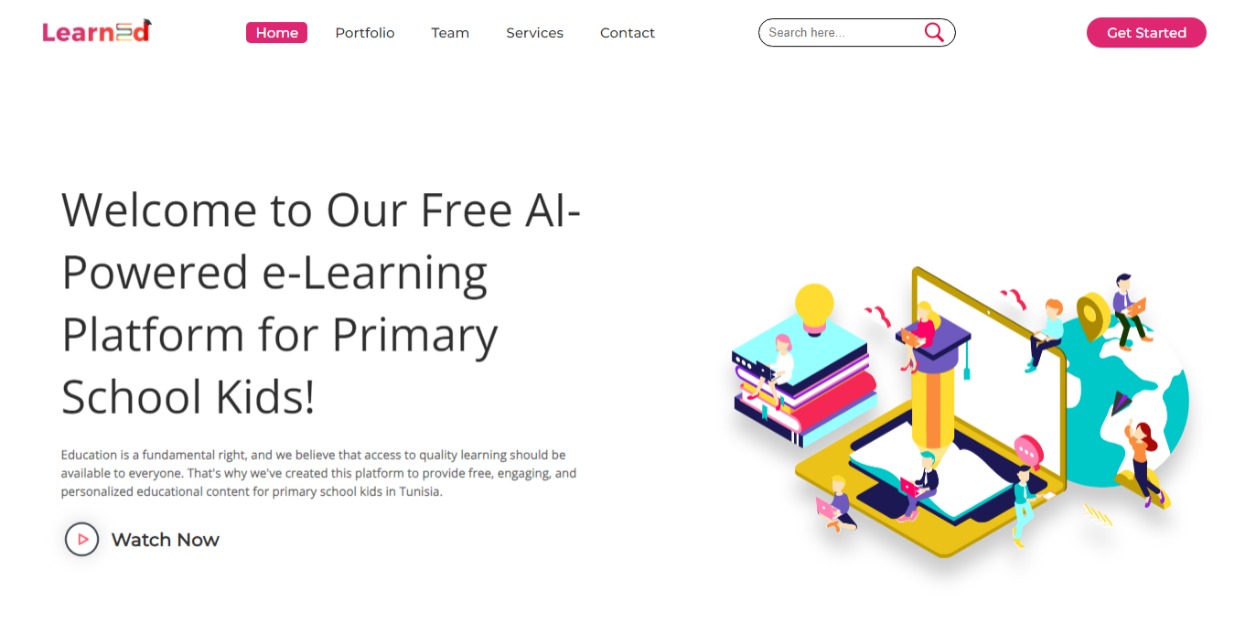 LearnEd
Home
Portfolio
Team
Services
Contact
Search here...
Get Started
Welcome to Our Free AI-
Powered e-Learning
Platform for Primary
School Kids!
Education is a fundamental right, and we believe that access to quality learning should be
available to everyone. That's why we've created this platform to provide free, engaging, and
personalized educational content for primary school kids in Tunisia.
Watch Now